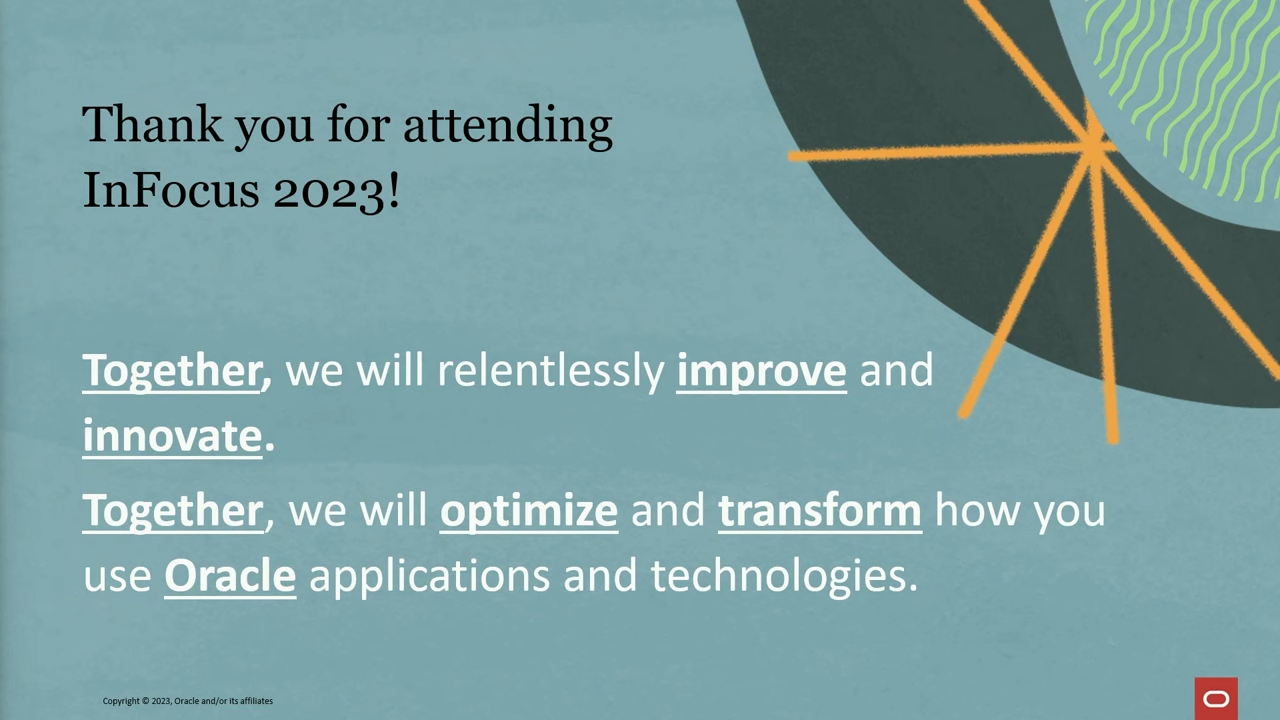 Thank you for attending
InFocus 2023!
Together, we will relentlessly improve and
innovate.
Together, we will optimize and transform how you
use Oracle applications and technologies.
Copyright © 2023, Oracle and/or its affiliates